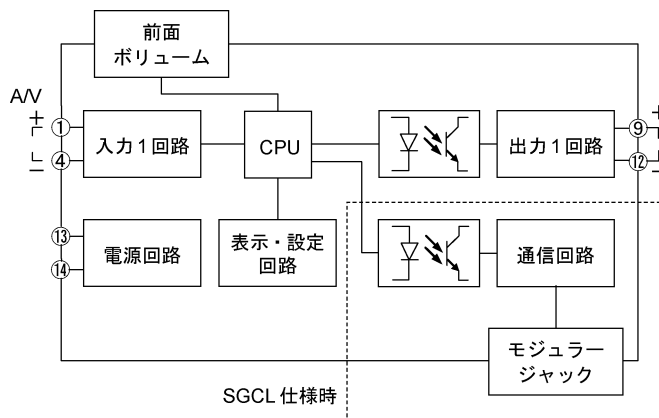 前面
ボリューム
A/V
+
①
④
−
入力1回路
CPU
出力1回路
+
⑨
⑫
−
⑬
⑭
電源回路
表示・設定
回路
通信回路
モジュラー
ジャック
SGCL 仕様時